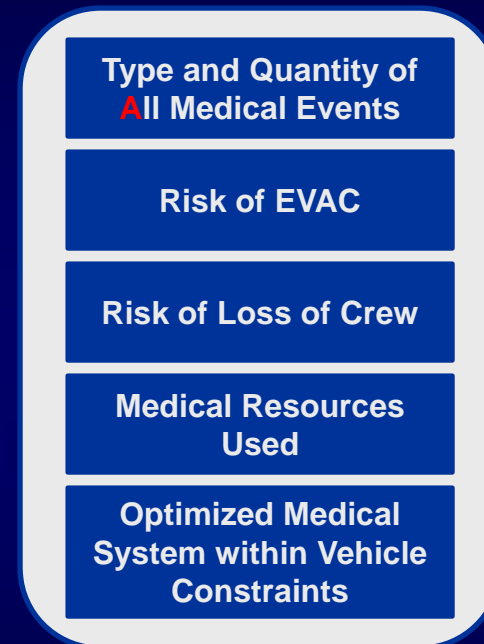 Type and Quantity of
All Medical Events
Risk of EVAC
Risk of Loss of Crew
Medical Resources
Used
Optimized Medical
System within Vehicle
Constraints